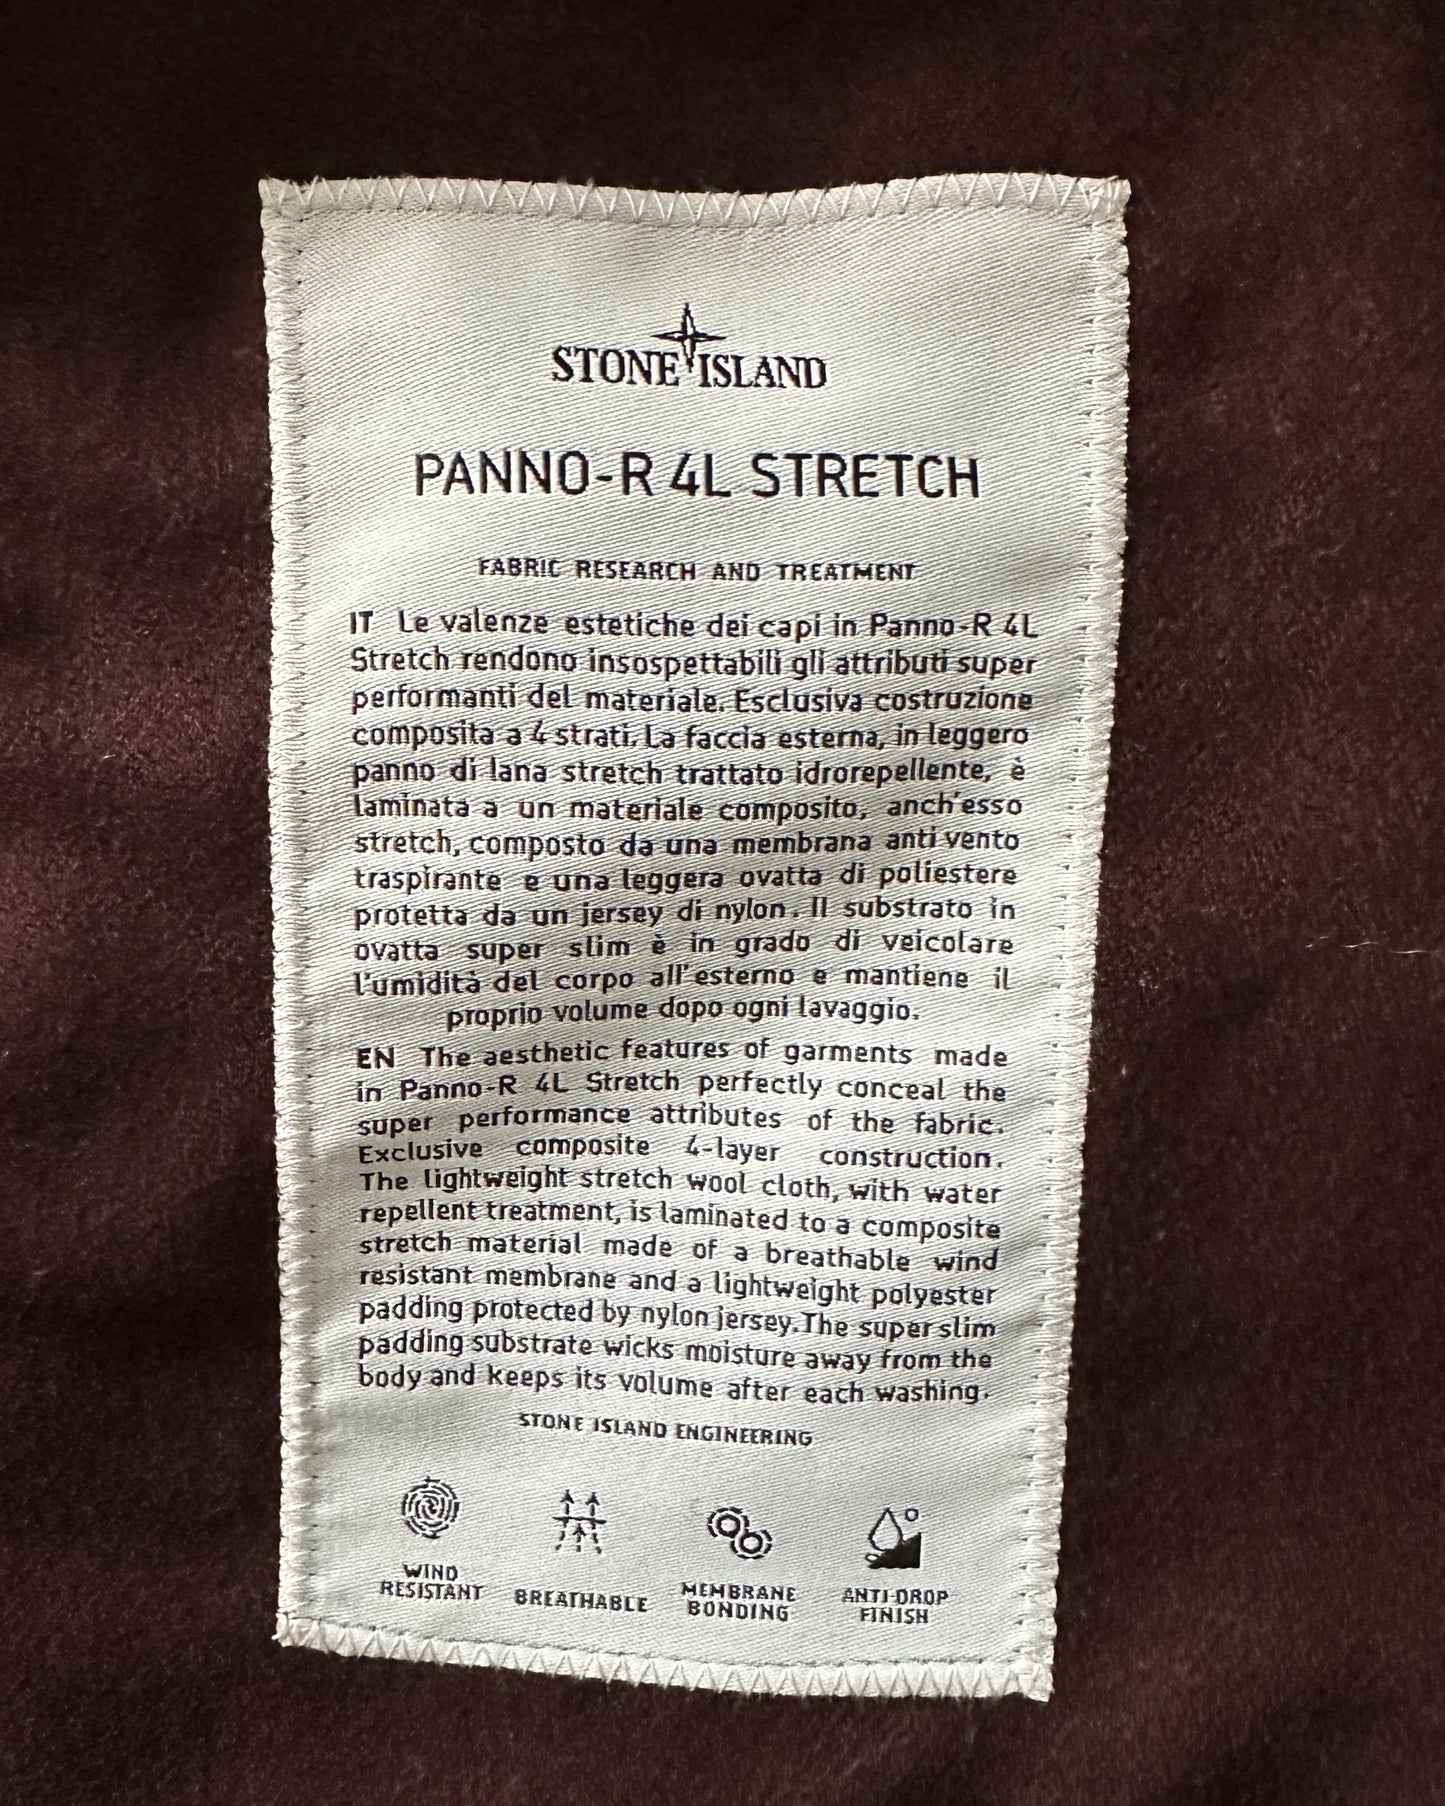 STONE ISLAND
PANNO-R 4L STRETCH
FABRIC RESEARCH AND TREATMENT
IT Le valenze estetiche dei capi in Panno-R 4L
Stretch rendono insospettabili gli attributi super
performanti del materiale. Esclusiva costruzione
composita a 4 strati. La faccia esterna, in leggero
panno di lana stretch trattato idrorepellente, è
laminata a un materiale composito, anch'esso
stretch, composto da una membrana anti vento
traspirante e una leggera ovatta di poliestere
protetta da un jersey di nylon. Il substrato in
ovatta super slim è in grado di veicolare
l'umidità del corpo all'esterno e mantiene il
proprio volume dopo ogni lavaggio.
EN The aesthetic features of garments made
in Panno-R 4L Stretch perfectly conceal the
super performance attributes of the fabric.
Exclusive composite 4-layer construction.
The lightweight stretch wool cloth, with water
repellent treatment, is laminated to a composite
stretch material made of a breathable wind
resistant membrane and a lightweight polyester
padding protected by nylon jersey. The super slim
padding substrate wicks moisture away from the
body and keeps its volume after each washing.
STONE ISLAND ENGINEERING
WIND
RESISTANT
BREATHABLE
MEMBRANE
BONDING
ANTI-DROP
FINISH